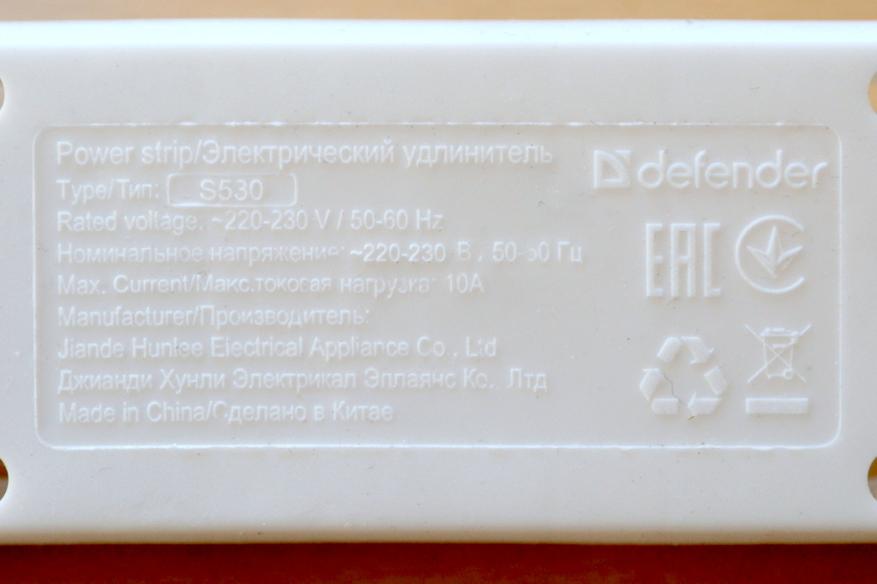 Power strip/Электрический удлинитель
defender
Type/Тип: S530
Rated voltage: ~220-230 V / 50-60 Hz
EAC
Номинальное напряжение: ~220-230 В / 50-60 Гц
Max. Current/Макс.токовая нагрузка: 10А
Manufacturer/Производитель:
Jiande Hunlee Electrical Appliance Co., Ltd
Джианди Хунли Электрикал Эплаянс Ко., Лтд
Made in China/Сделано в Китае